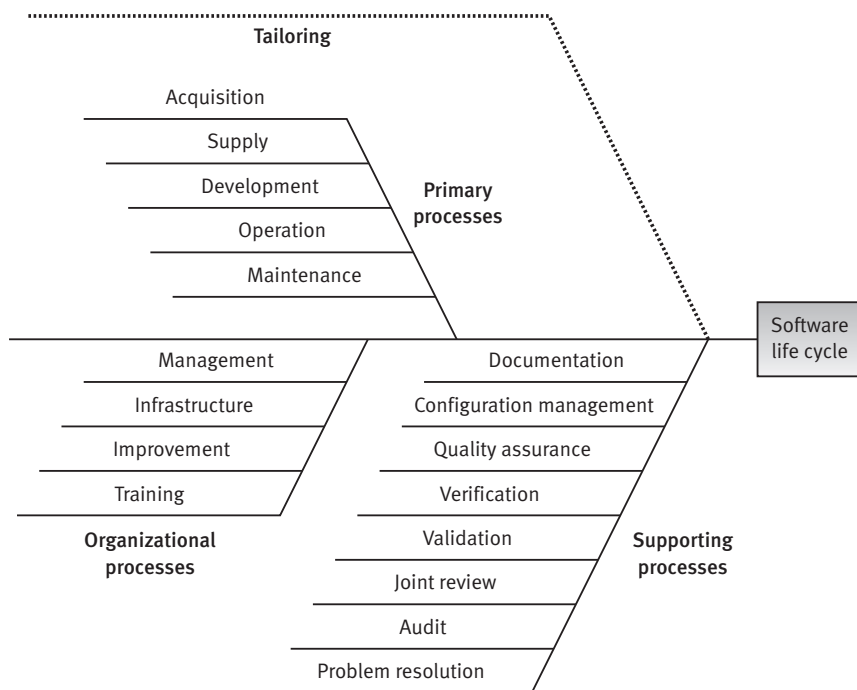 Tailoring
Acquisition
Supply
Development
Operation
Maintenance
Primary
processes
Software
life cycle
Management
Infrastructure
Improvement
Training
Organizational
processes
Documentation
Configuration management
Quality assurance
Verification
Validation
Joint review
Audit
Problem resolution
Supporting
processes